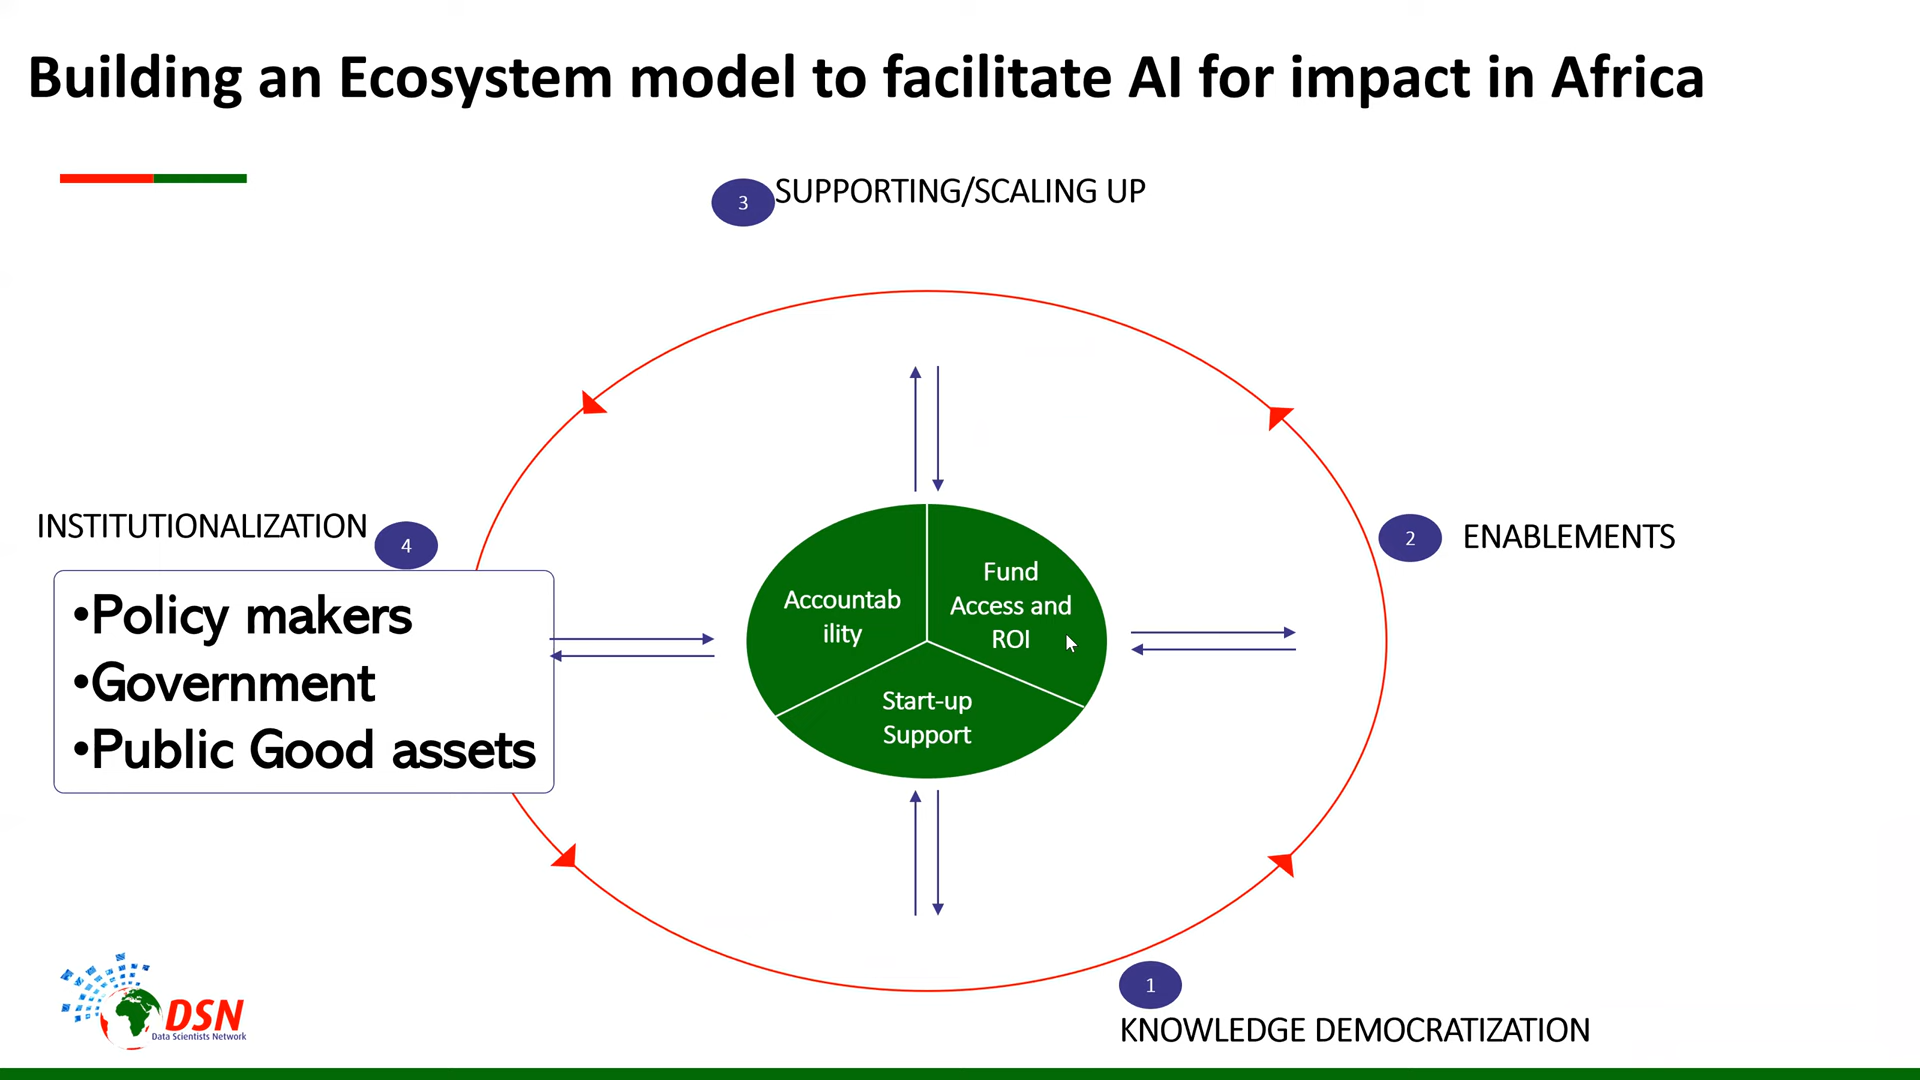 Building an Ecosystem model to facilitate AI for impact in Africa
3
SUPPORTING/SCALING UP
INSTITUTIONALIZATION
4
•Policy makers
•Government
•Public Good assets
Accountab
ility
Fund
Access and
ROI
Start-up
Support
2
ENABLEMENTS
1
KNOWLEDGE DEMOCRATIZATION
DSN
Data Scientists Network